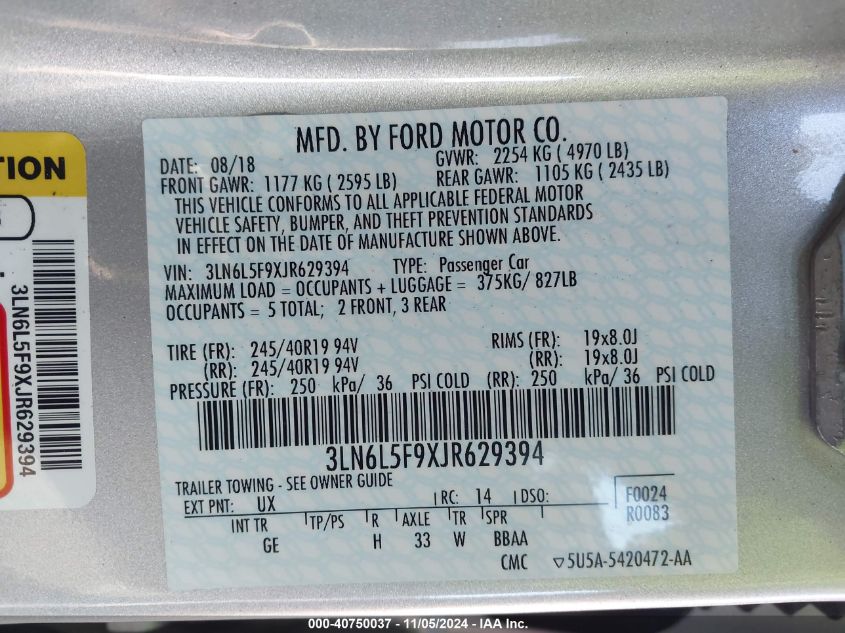 MFD. BY FORD MOTOR CO.
DATE: 08/18 GVWR: 2254 KG ( 4970 LB)
FRONT GAWR: 1177 KG ( 2595 LB) REAR GAWR: 1105 KG ( 2435 LB)
THIS VEHICLE CONFORMS TO ALL APPLICABLE FEDERAL MOTOR
VEHICLE SAFETY, BUMPER, AND THEFT PREVENTION STANDARDS
IN EFFECT ON THE DATE OF MANUFACTURE SHOWN ABOVE.
VIN: 3LN6L5F9XJR629394 TYPE: Passenger Car
MAXIMUM LOAD = OCCUPANTS + LUGGAGE = 375KG/ 827LB
OCCUPANTS = 5 TOTAL; 2 FRONT, 3 REAR
TIRE (FR): 245/40R19 94V RIMS (FR): 19x8.0J
(RR): 245/40R19 94V (RR): 19x8.0J
PRESSURE (FR): 250 kPa/ 36 PSI COLD (RR): 250 kPa/ 36 PSI COLD
3LN6L5F9XJR629394
TRAILER TOWING - SEE OWNER GUIDE
EXT PNT: UX RC: 14 DSO: F0024
R0083
INT TR TP/PS R AXLE TR SPR
GE H 33 W BBAA
CMC ▽5U5A-5420472-AA
TION
3LN6L5F9XJR629394
000-40750037 - 11/05/2024 - IAA Inc.